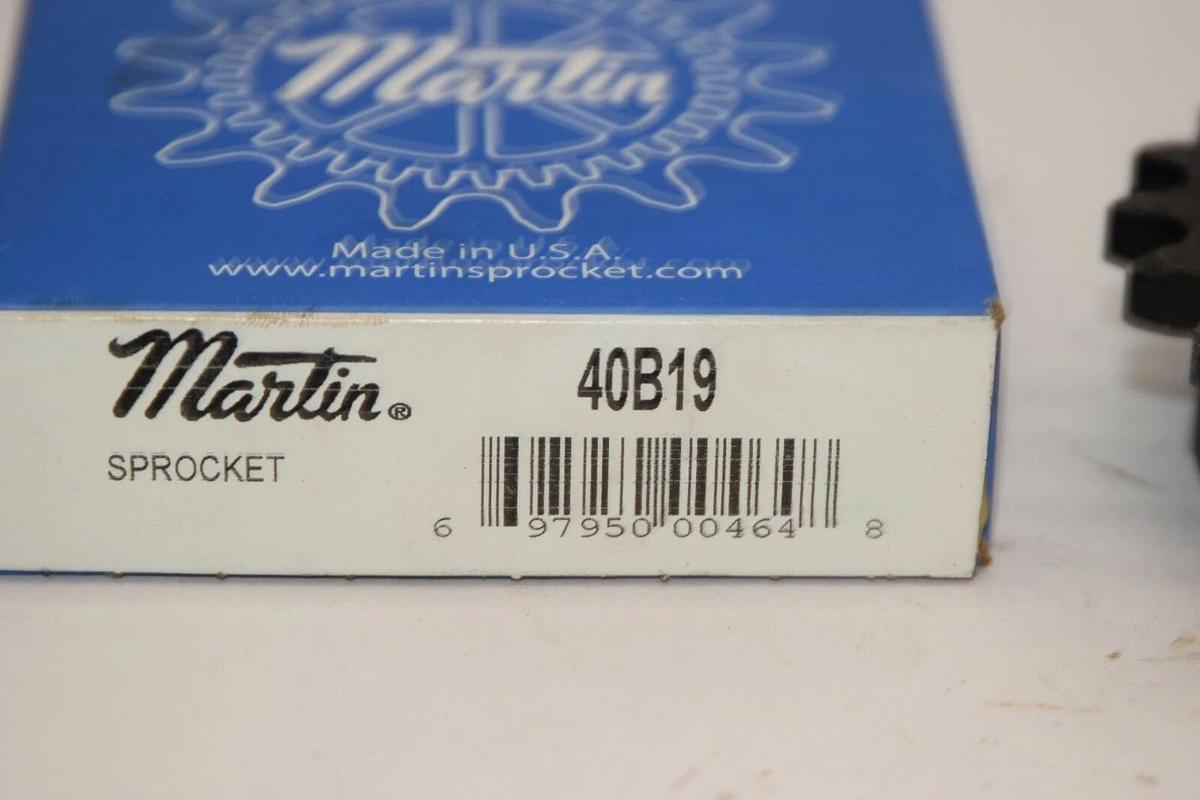 Martin
Made in U.S.A.
www.martinsprocket.com
Martin®
40B19
SPROCKET
6 97950 00464 8